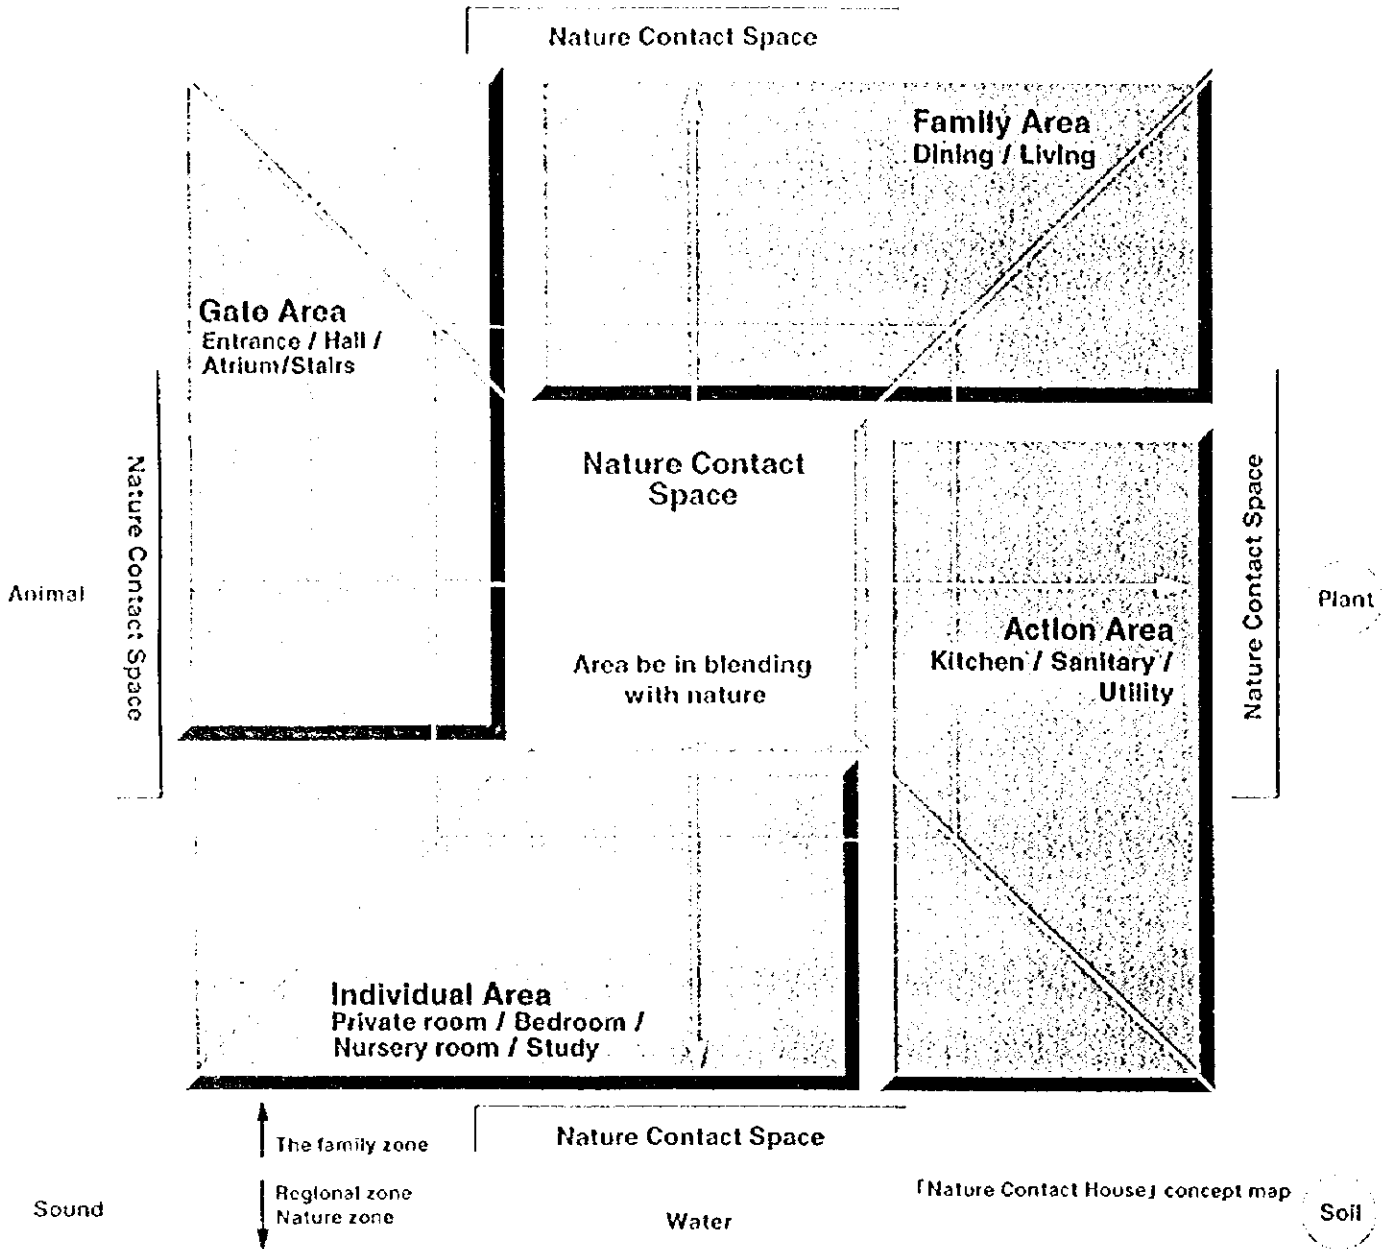 Nature Contact Space
Family Area
Dining / Living
Gate Area
Entrance / Hall /
Atrium/Stairs
Nature Contact
Space
Nature Contact Space
Nature Contact Space
Animal
Plant
Area be in blending
with nature
Action Area
Kitchen / Sanitary /
Utility
Individual Area
Private room / Bedroom /
Nursery room / Study
The family zone
Nature Contact Space
Regional zone
Nature zone
「Nature Contact House」 concept map
Sound
Water
Soil